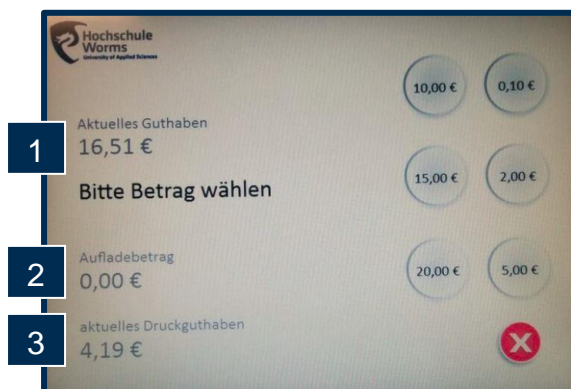 Hochschule
Worms
University of Applied Sciences
10,00 €
0,10 €
1
Aktuelles Guthaben
16,51 €
Bitte Betrag wählen
15,00 €
2,00 €
2
Aufladebetrag
0,00 €
20,00 €
5,00 €
3
aktuelles Druckguthaben
4,19 €
X